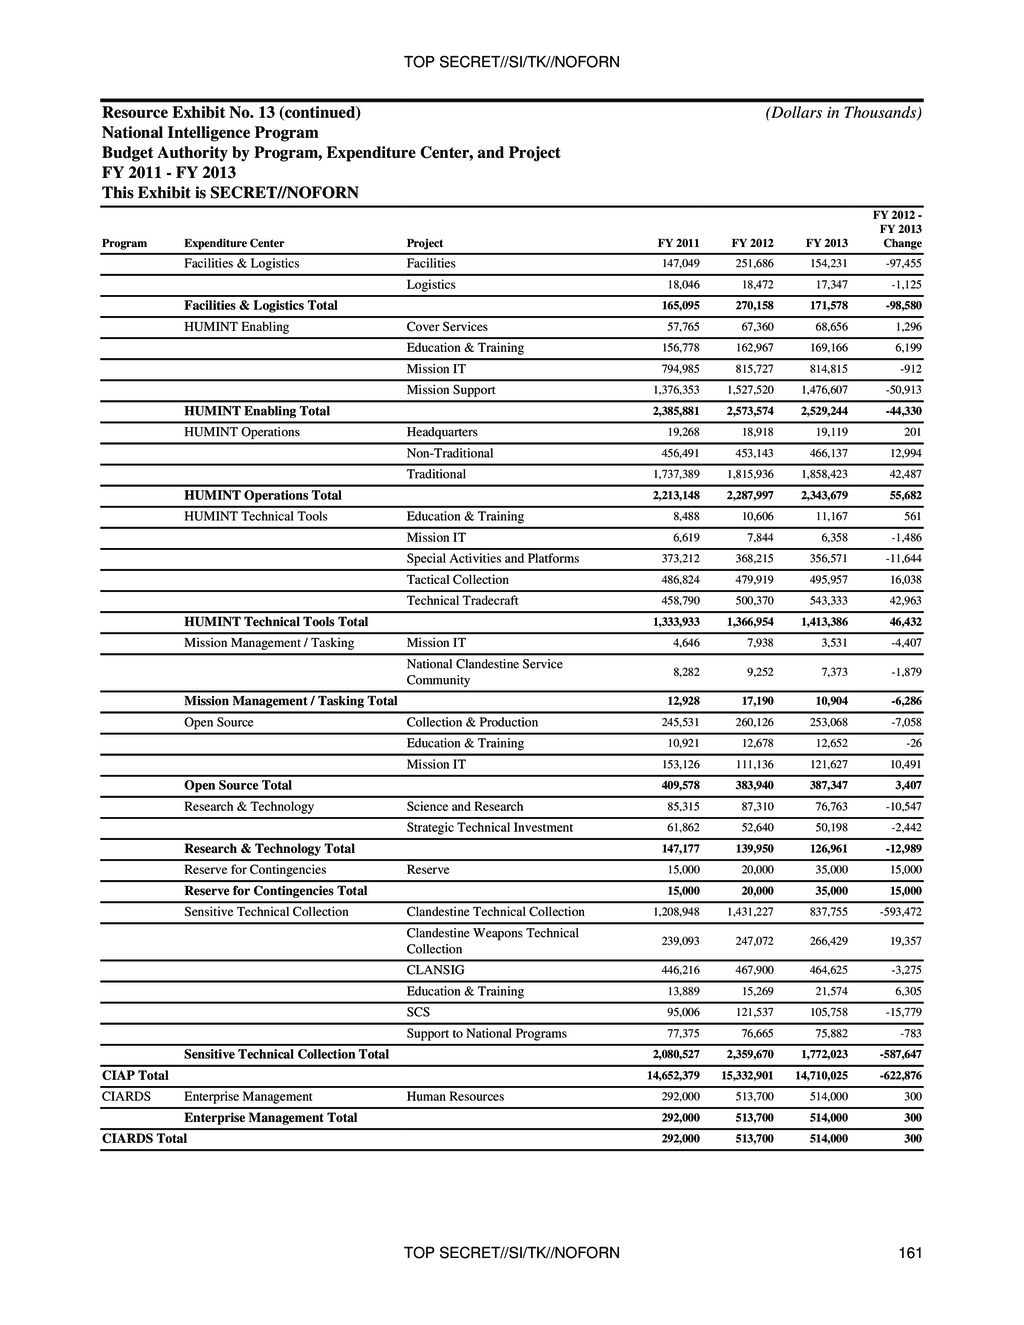 TOP SECRET//SI/TK//NOFORN
Resource Exhibit No. 13 (continued) (Dollars in Thousands)
National Intelligence Program
Budget Authority by Program, Expenditure Center, and Project
FY 2011 - FY 2013
This Exhibit is SECRET//NOFORN
Program Expenditure Center Project FY 2011 FY 2012 FY 2013 FY 2012 - FY 2013 Change
Facilities & Logistics Facilities 147,049 251,686 154,231 -97,455
Logistics 18,046 18,472 17,347 -1,125
Facilities & Logistics Total 165,095 270,158 171,578 -98,580
HUMINT Enabling Cover Services 57,765 67,360 68,656 1,296
Education & Training 156,778 162,967 169,166 6,199
Mission IT 794,985 815,727 814,815 -912
Mission Support 1,376,353 1,527,520 1,476,607 -50,913
HUMINT Enabling Total 2,385,881 2,573,574 2,529,244 -44,330
HUMINT Operations Headquarters 19,268 18,918 19,119 201
Non-Traditional 456,491 453,143 466,137 12,994
Traditional 1,737,389 1,815,936 1,858,423 42,487
HUMINT Operations Total 2,213,148 2,287,997 2,343,679 55,682
HUMINT Technical Tools Education & Training 8,488 10,606 11,167 561
Mission IT 6,619 7,844 6,358 -1,486
Special Activities and Platforms 373,212 368,215 356,571 -11,644
Tactical Collection 486,824 479,919 495,957 16,038
Technical Tradecraft 458,790 500,370 543,333 42,963
HUMINT Technical Tools Total 1,333,933 1,366,954 1,413,386 46,432
Mission Management / Tasking Mission IT 4,646 7,938 3,531 -4,407
National Clandestine Service
Community 8,282 9,252 7,373 -1,879
Mission Management / Tasking Total 12,928 17,190 10,904 -6,286
Open Source Collection & Production 245,531 260,126 253,068 -7,058
Education & Training 10,921 12,678 12,652 -26
Mission IT 153,126 111,136 121,627 10,491
Open Source Total 409,578 383,940 387,347 3,407
Research & Technology Science and Research 85,315 87,310 76,763 -10,547
Strategic Technical Investment 61,862 52,640 50,198 -2,442
Research & Technology Total 147,177 139,950 126,961 -12,989
Reserve for Contingencies Reserve 15,000 20,000 35,000 15,000
Reserve for Contingencies Total 15,000 20,000 35,000 15,000
Sensitive Technical Collection Clandestine Technical Collection 1,208,948 1,431,227 837,755 -593,472
Clandestine Weapons Technical
Collection 239,093 247,072 266,429 19,357
CLANSIG 446,216 467,900 464,625 -3,275
Education & Training 13,889 15,269 21,574 6,305
SCS 95,006 121,537 105,758 -15,779
Support to National Programs 77,375 76,665 75,882 -783
Sensitive Technical Collection Total 2,080,527 2,359,670 1,772,023 -587,647
CIAP Total 14,652,379 15,332,901 14,710,025 -622,876
CIARDS Enterprise Management Human Resources 292,000 513,700 514,000 300
Enterprise Management Total 292,000 513,700 514,000 300
CIARDS Total 292,000 513,700 514,000 300
TOP SECRET//SI/TK//NOFORN 161